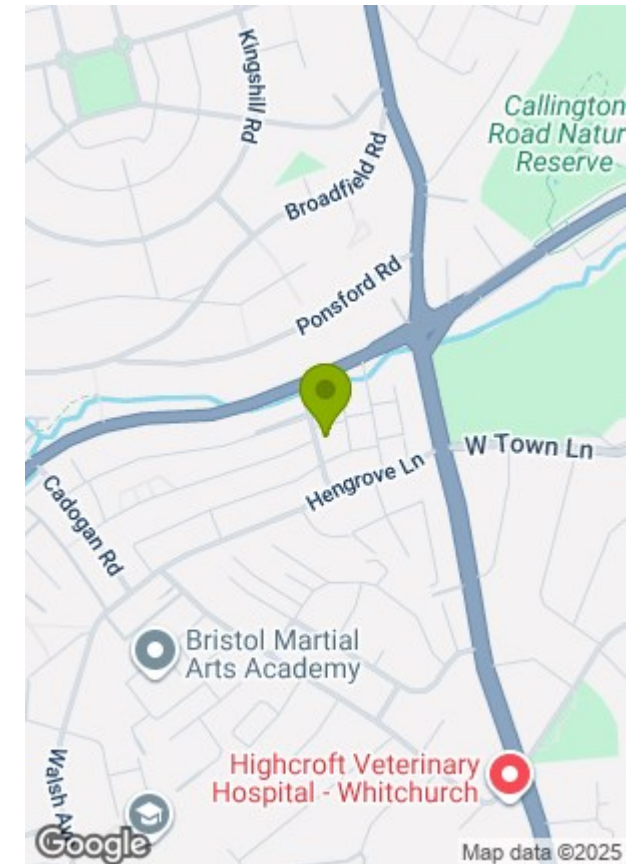 Kingshill Rd
Callington
Road Natur
Reserve
Broadfield Rd
Ponsford Rd
W Town Ln
Hengrove Ln
Cadogan Rd
Bristol Martial
Arts Academy
Walsh Av
Highcroft Veterinary
Hospital - Whitchurch
Google
Map data ©2025